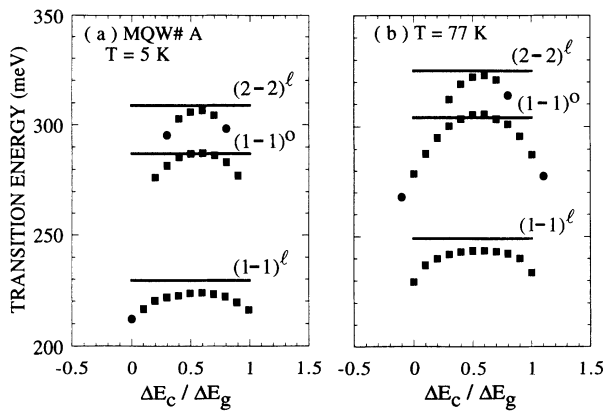 350
300
250
200
TRANSITION ENERGY (meV)
(a) MQW# A
T = 5 K
(2−2)ℓ
(1−1)o
(1−1)ℓ
-0.5 0 0.5 1 1.5
ΔEc / ΔEg
(b) T = 77 K
(2−2)ℓ
(1−1)o
(1−1)ℓ
-0.5 0 0.5 1 1.5
ΔEc / ΔEg